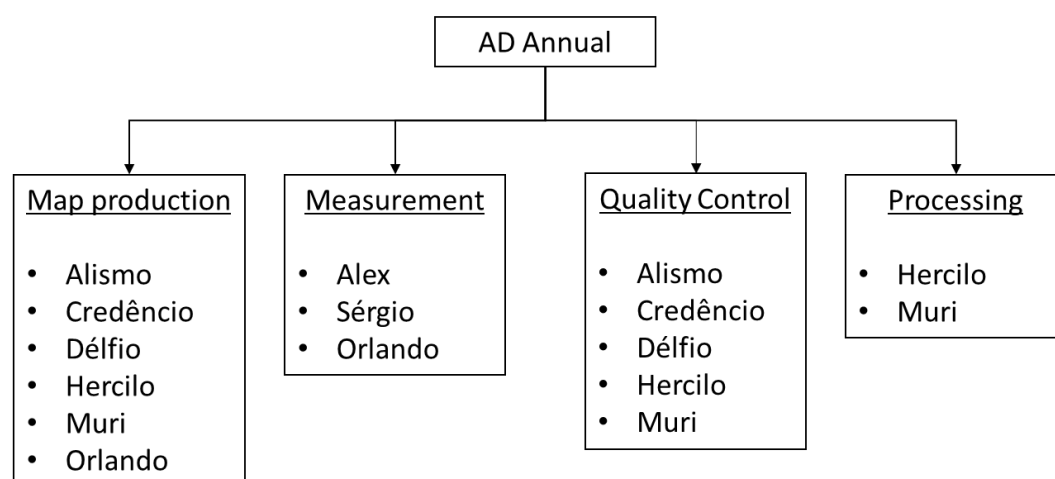 AD Annual
Map production
• Alismo
• Credêncio
• Délfio
• Hercilo
• Muri
• Orlando
Measurement
• Alex
• Sérgio
• Orlando
Quality Control
• Alismo
• Credêncio
• Délfio
• Hercilo
• Muri
Processing
• Hercilo
• Muri